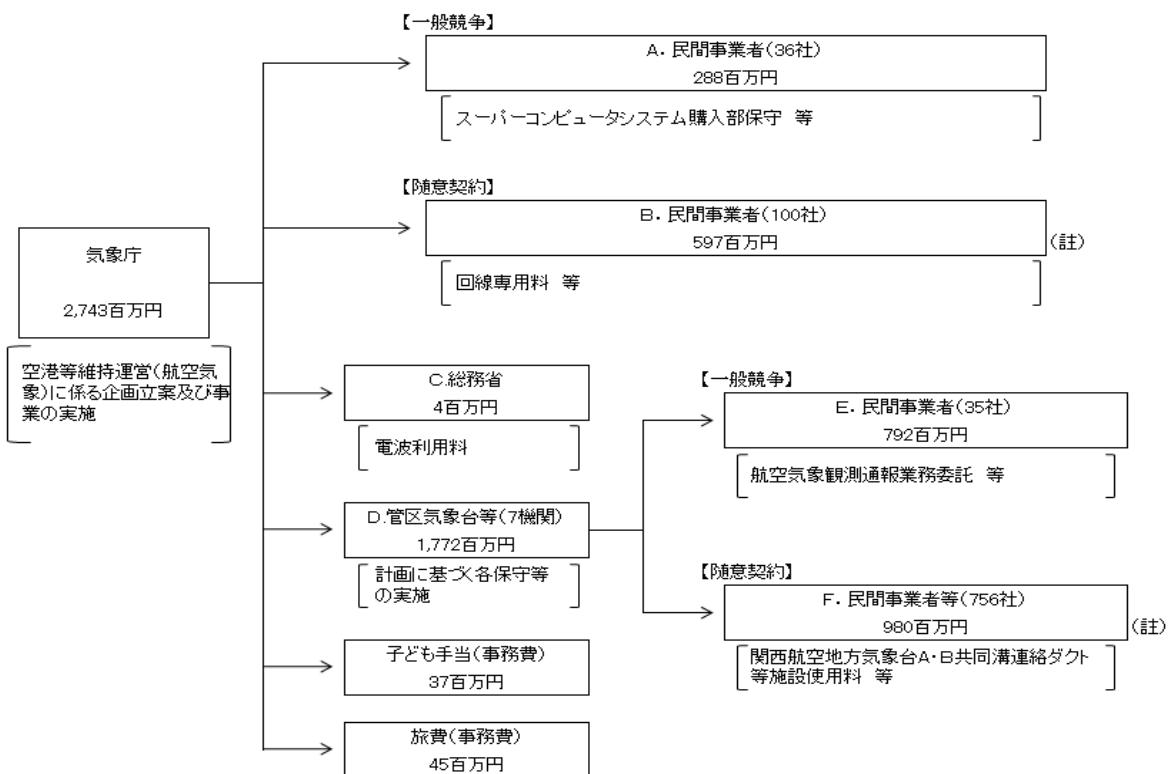 【一般競争】
A. 民間事業者(36社)
288百万円
スーパーコンピュータシステム購入部保守 等
【随意契約】
B. 民間事業者(100社)
597百万円
(註)
回線専用料 等
気象庁
2,743百万円
空港等維持運営(航空気
象)に係る企画立案及び事
業の実施
C.総務省
4百万円
電波利用料
D.管区気象台等(7機関)
1,772百万円
計画に基づく各保守等
の実施
子ども手当(事務費)
37百万円
旅費(事務費)
45百万円
【一般競争】
E. 民間事業者(35社)
792百万円
航空気象観測通報業務委託 等
【随意契約】
F. 民間事業者等(756社)
980百万円
(註)
関西航空地方気象台A・B共同溝連絡ダクト
等施設使用料 等